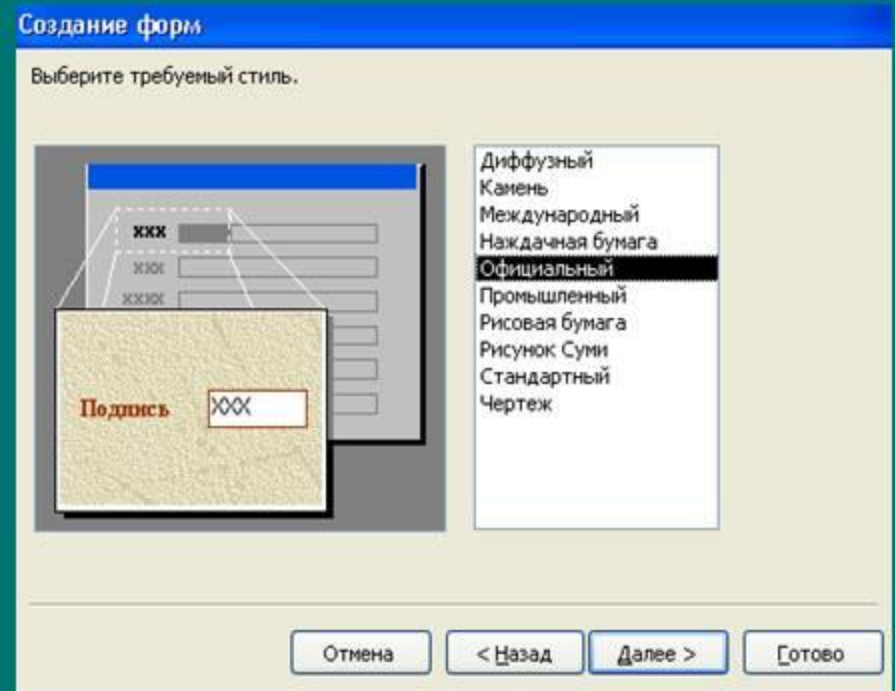 Создание форм
Выберите требуемый стиль.
xxx
xxx
xxxx
Подпись XXX
Диффузный
Камень
Международный
Наждачная бумага
Официальный
Промышленный
Рисовая бумага
Рисунок Суми
Стандартный
Чертеж
Отмена
< Назад
Далее >
Готово